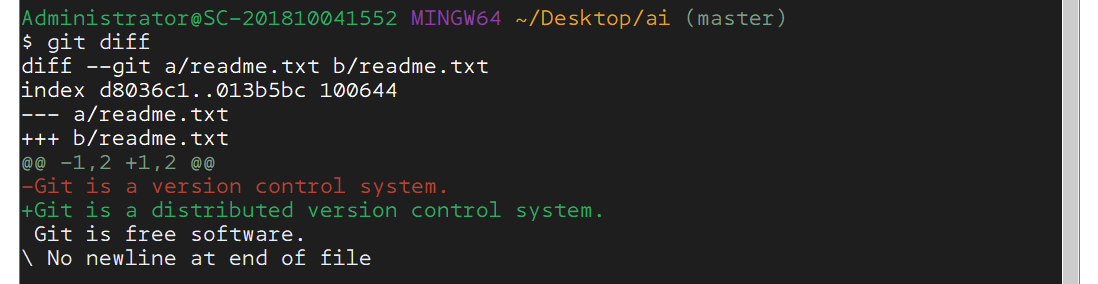 Administrator@SC-201810041552 MINGW64 ~/Desktop/ai (master)
$ git diff
diff --git a/readme.txt b/readme.txt
index d8036c1..013b5bc 100644
--- a/readme.txt
+++ b/readme.txt
@@ -1,2 +1,2 @@
-Git is a version control system.
+Git is a distributed version control system.
 Git is free software.
\ No newline at end of file